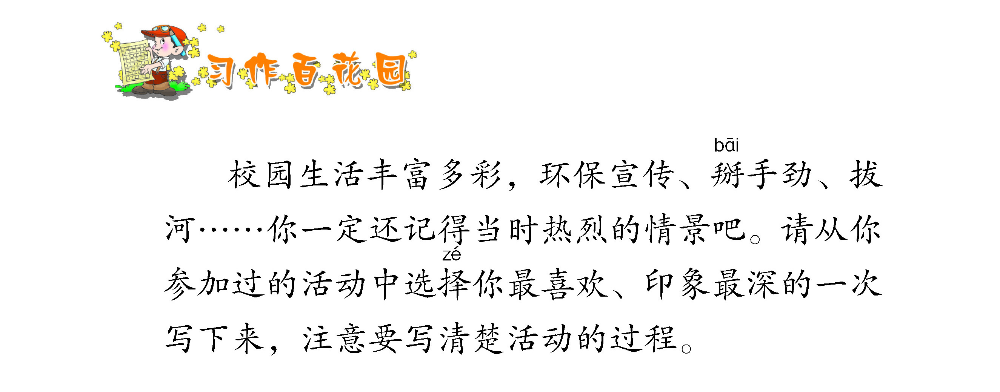 习作百花园
bāi
校园生活丰富多彩，环保宣传、掰手劲、拔
河……你一定还记得当时热烈的情景吧。请从你
zé
参加过的活动中选择你最喜欢、印象最深的一次
写下来，注意要写清楚活动的过程。